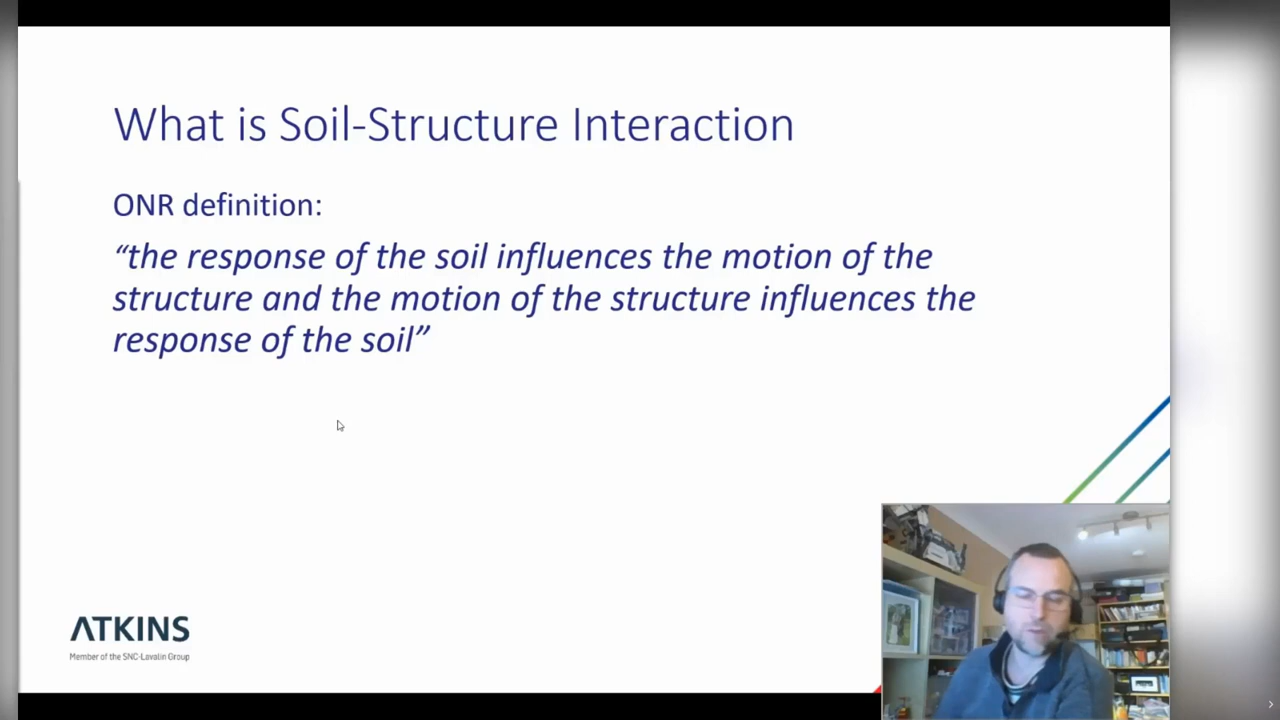 What is Soil-Structure Interaction
ONR definition:
“the response of the soil influences the motion of the
structure and the motion of the structure influences the
response of the soil”
ATKINS
Member of the SNC-Lavalin Group